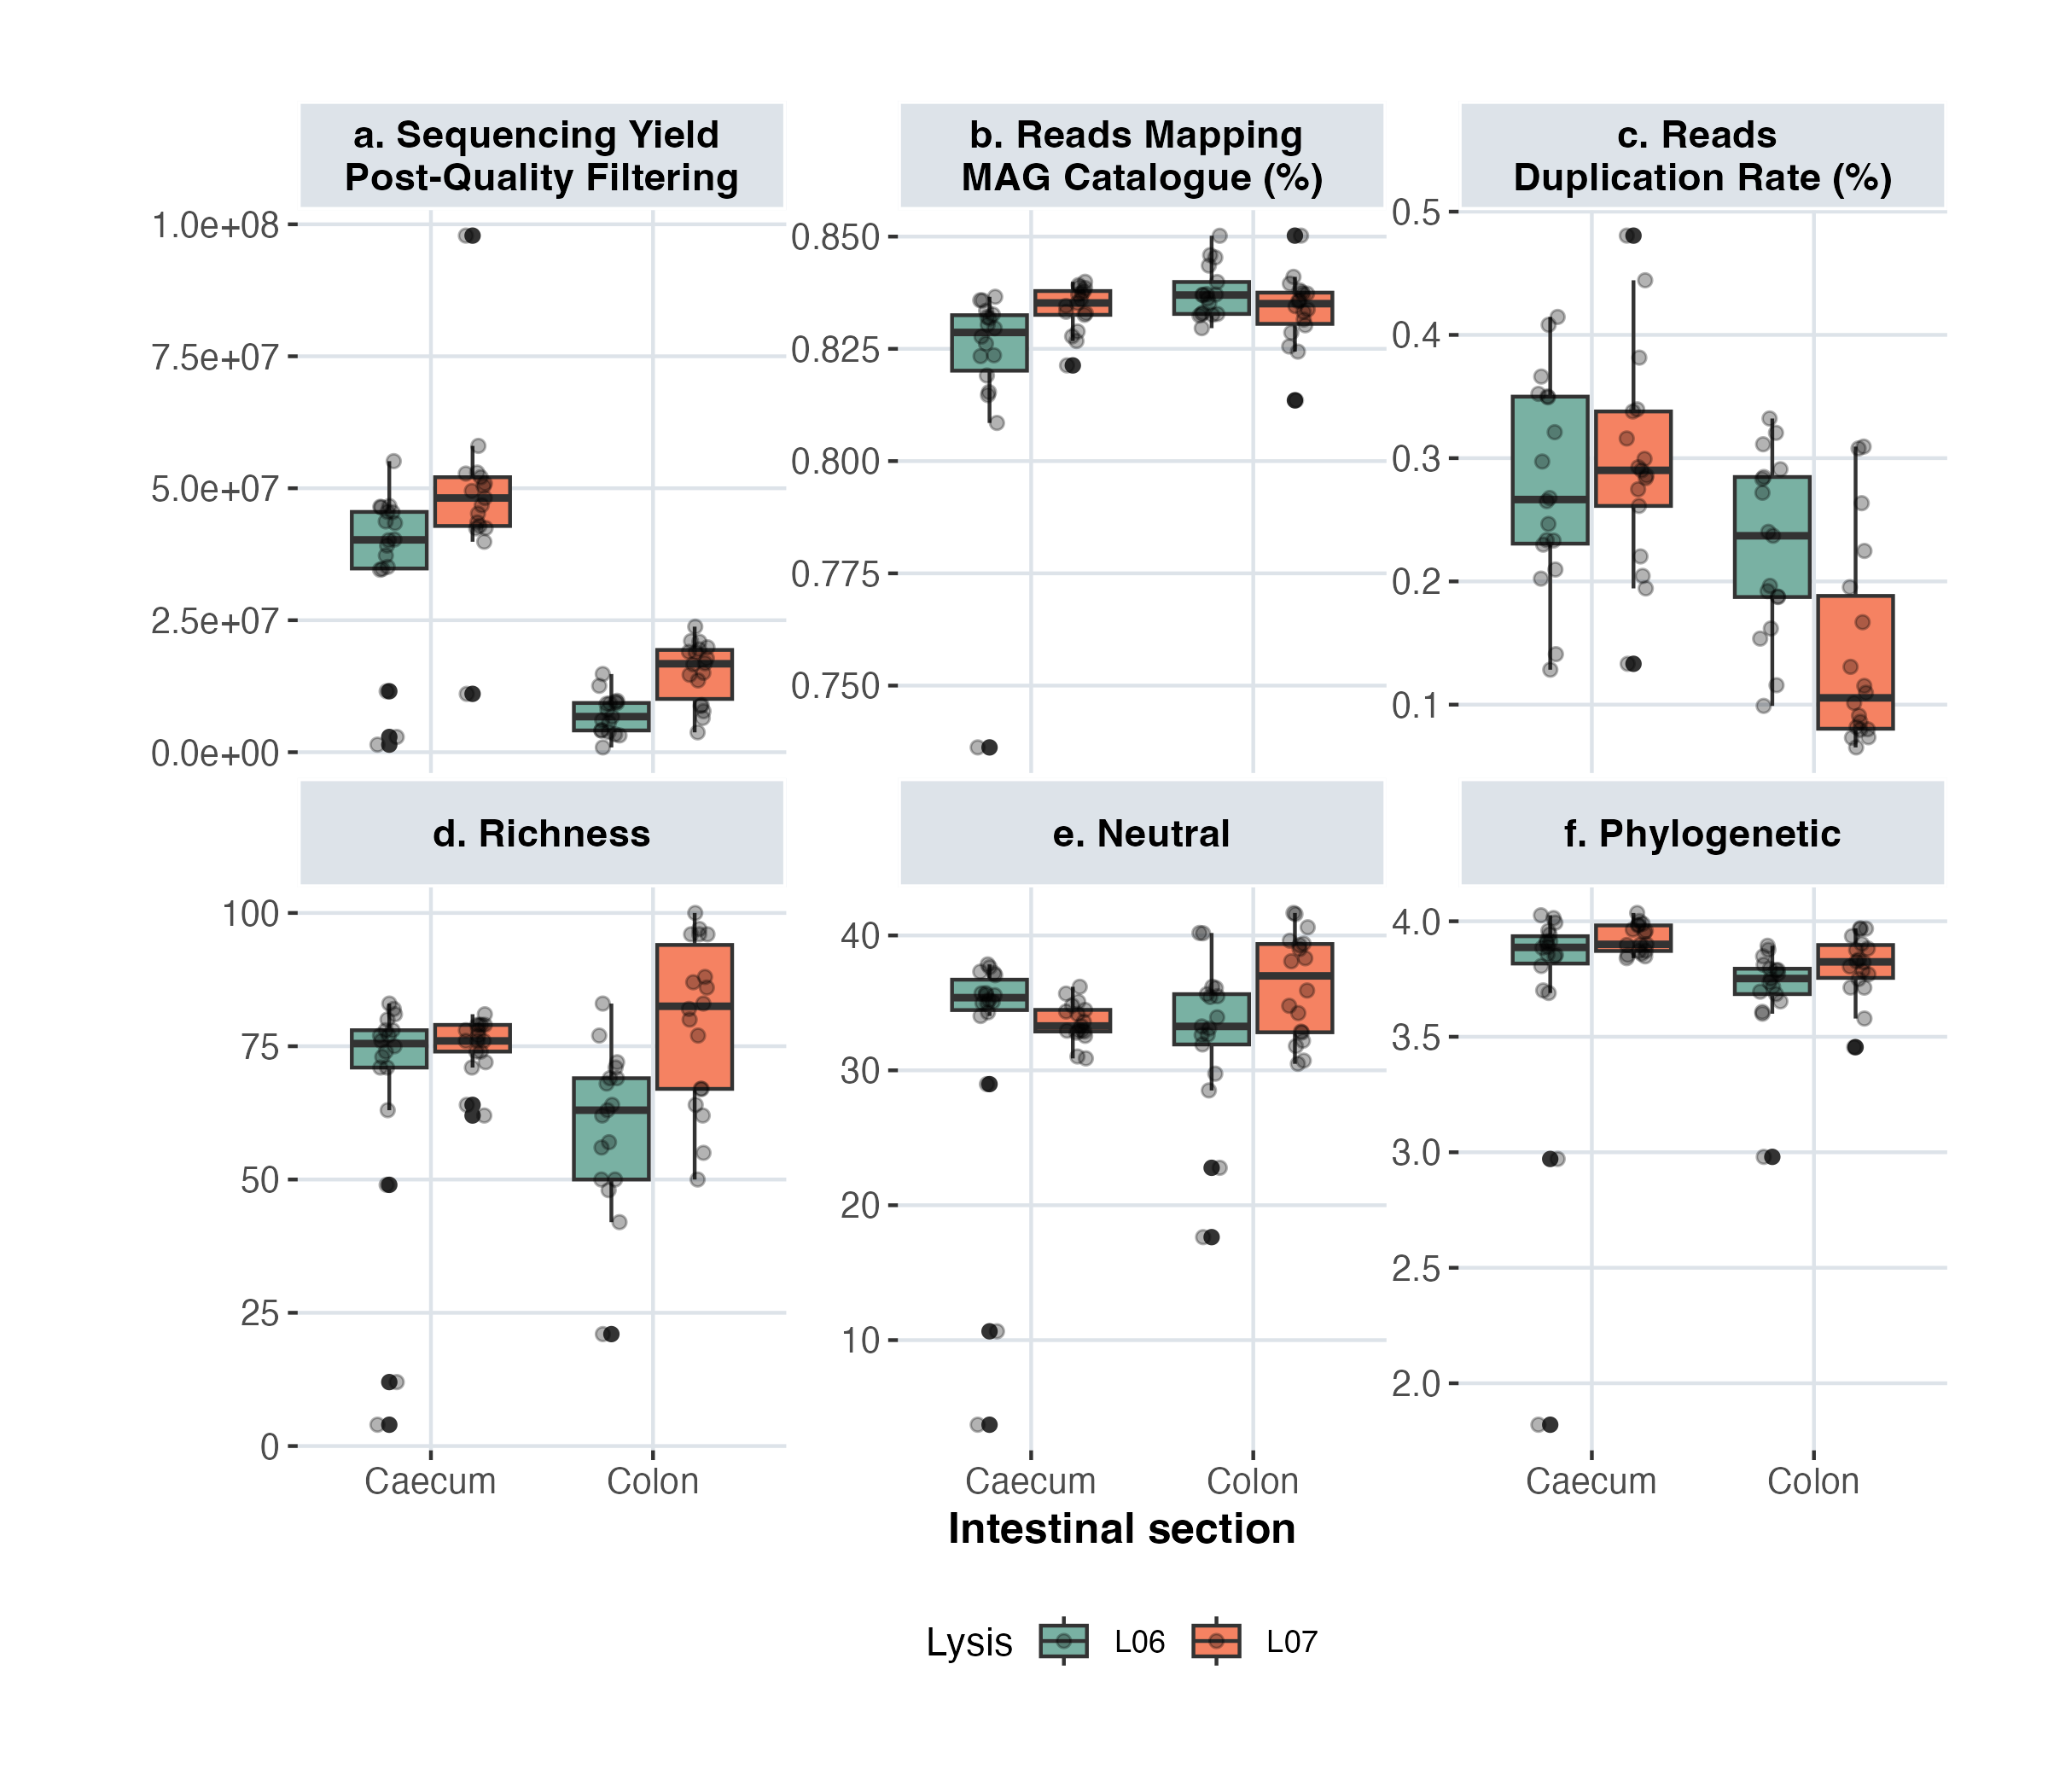 a. Sequencing Yield
Post-Quality Filtering
b. Reads Mapping
MAG Catalogue (%)
c. Reads
Duplication Rate (%)
1.0e+08
7.5e+07
5.0e+07
2.5e+07
0.0e+00
0.850
0.825
0.800
0.775
0.750
0.5
0.4
0.3
0.2
0.1
d. Richness
e. Neutral
f. Phylogenetic
100
75
50
25
0
40
30
20
10
4.0
3.5
3.0
2.5
2.0
Caecum Colon
Caecum Colon
Caecum Colon
Intestinal section
Lysis L06 L07